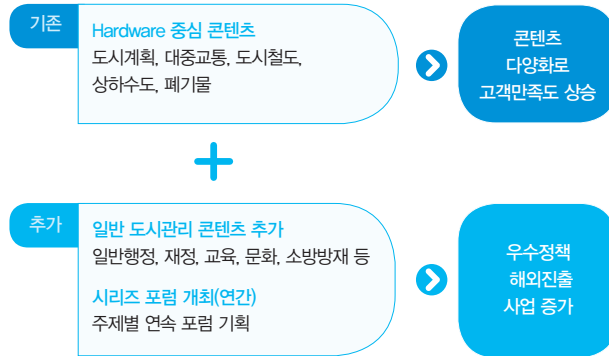 기존
Hardware 중심 콘텐츠
도시계획, 대중교통, 도시철도,
상하수도, 폐기물
콘텐츠
다양화로
고객만족도 상승
추가
일반 도시관리 콘텐츠 추가
일반행정, 재정, 교육, 문화, 소방방재 등
시리즈 포럼 개최(연간)
주제별 연속 포럼 기획
우수정책
해외진출
사업 증가